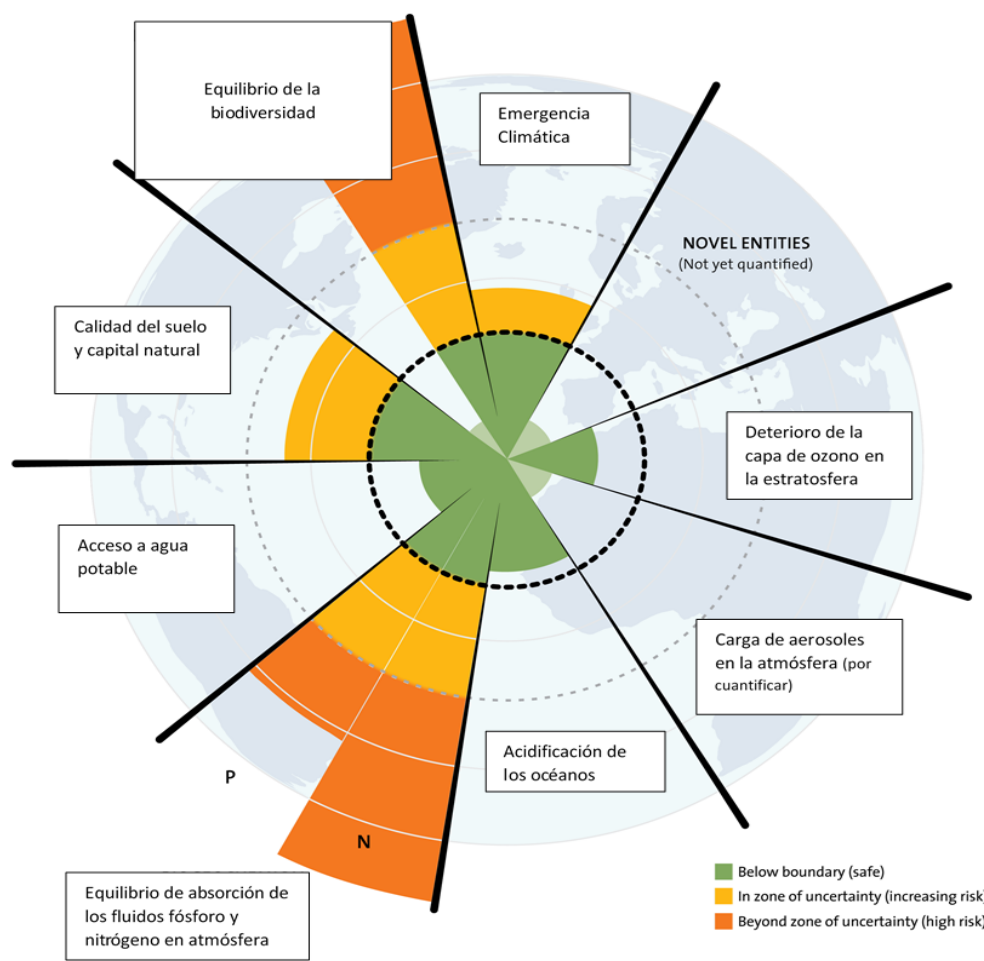 Equilibrio de la
biodiversidad
Emergencia
Climática
NOVEL ENTITIES
(Not yet quantified)
Calidad del suelo
y capital natural
Deterioro de la
capa de ozono en
la estratosfera
Acceso a agua
potable
Carga de aerosoles
en la atmósfera (por
cuantificar)
Acidificación de
los océanos
P
N
Equilibrio de absorción de
los fluidos fósforo y
nitrógeno en atmósfera
Below boundary (safe)
In zone of uncertainty (increasing risk)
Beyond zone of uncertainty (high risk)